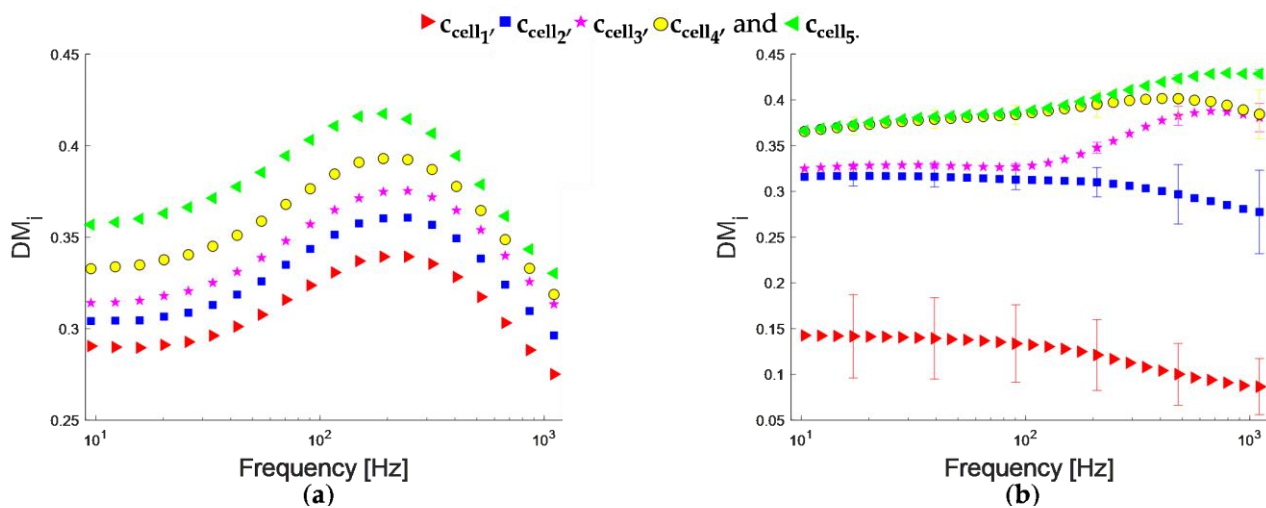 c_cell1, c_cell2, c_cell3, c_cell4, and c_cell5.
0.45
0.4
0.35
0.3
0.25
DM_i
10^1
10^2
10^3
Frequency [Hz]
(a)
0.45
0.4
0.35
0.3
0.25
0.2
0.15
0.1
0.05
DM_i
10^1
10^2
10^3
Frequency [Hz]
(b)